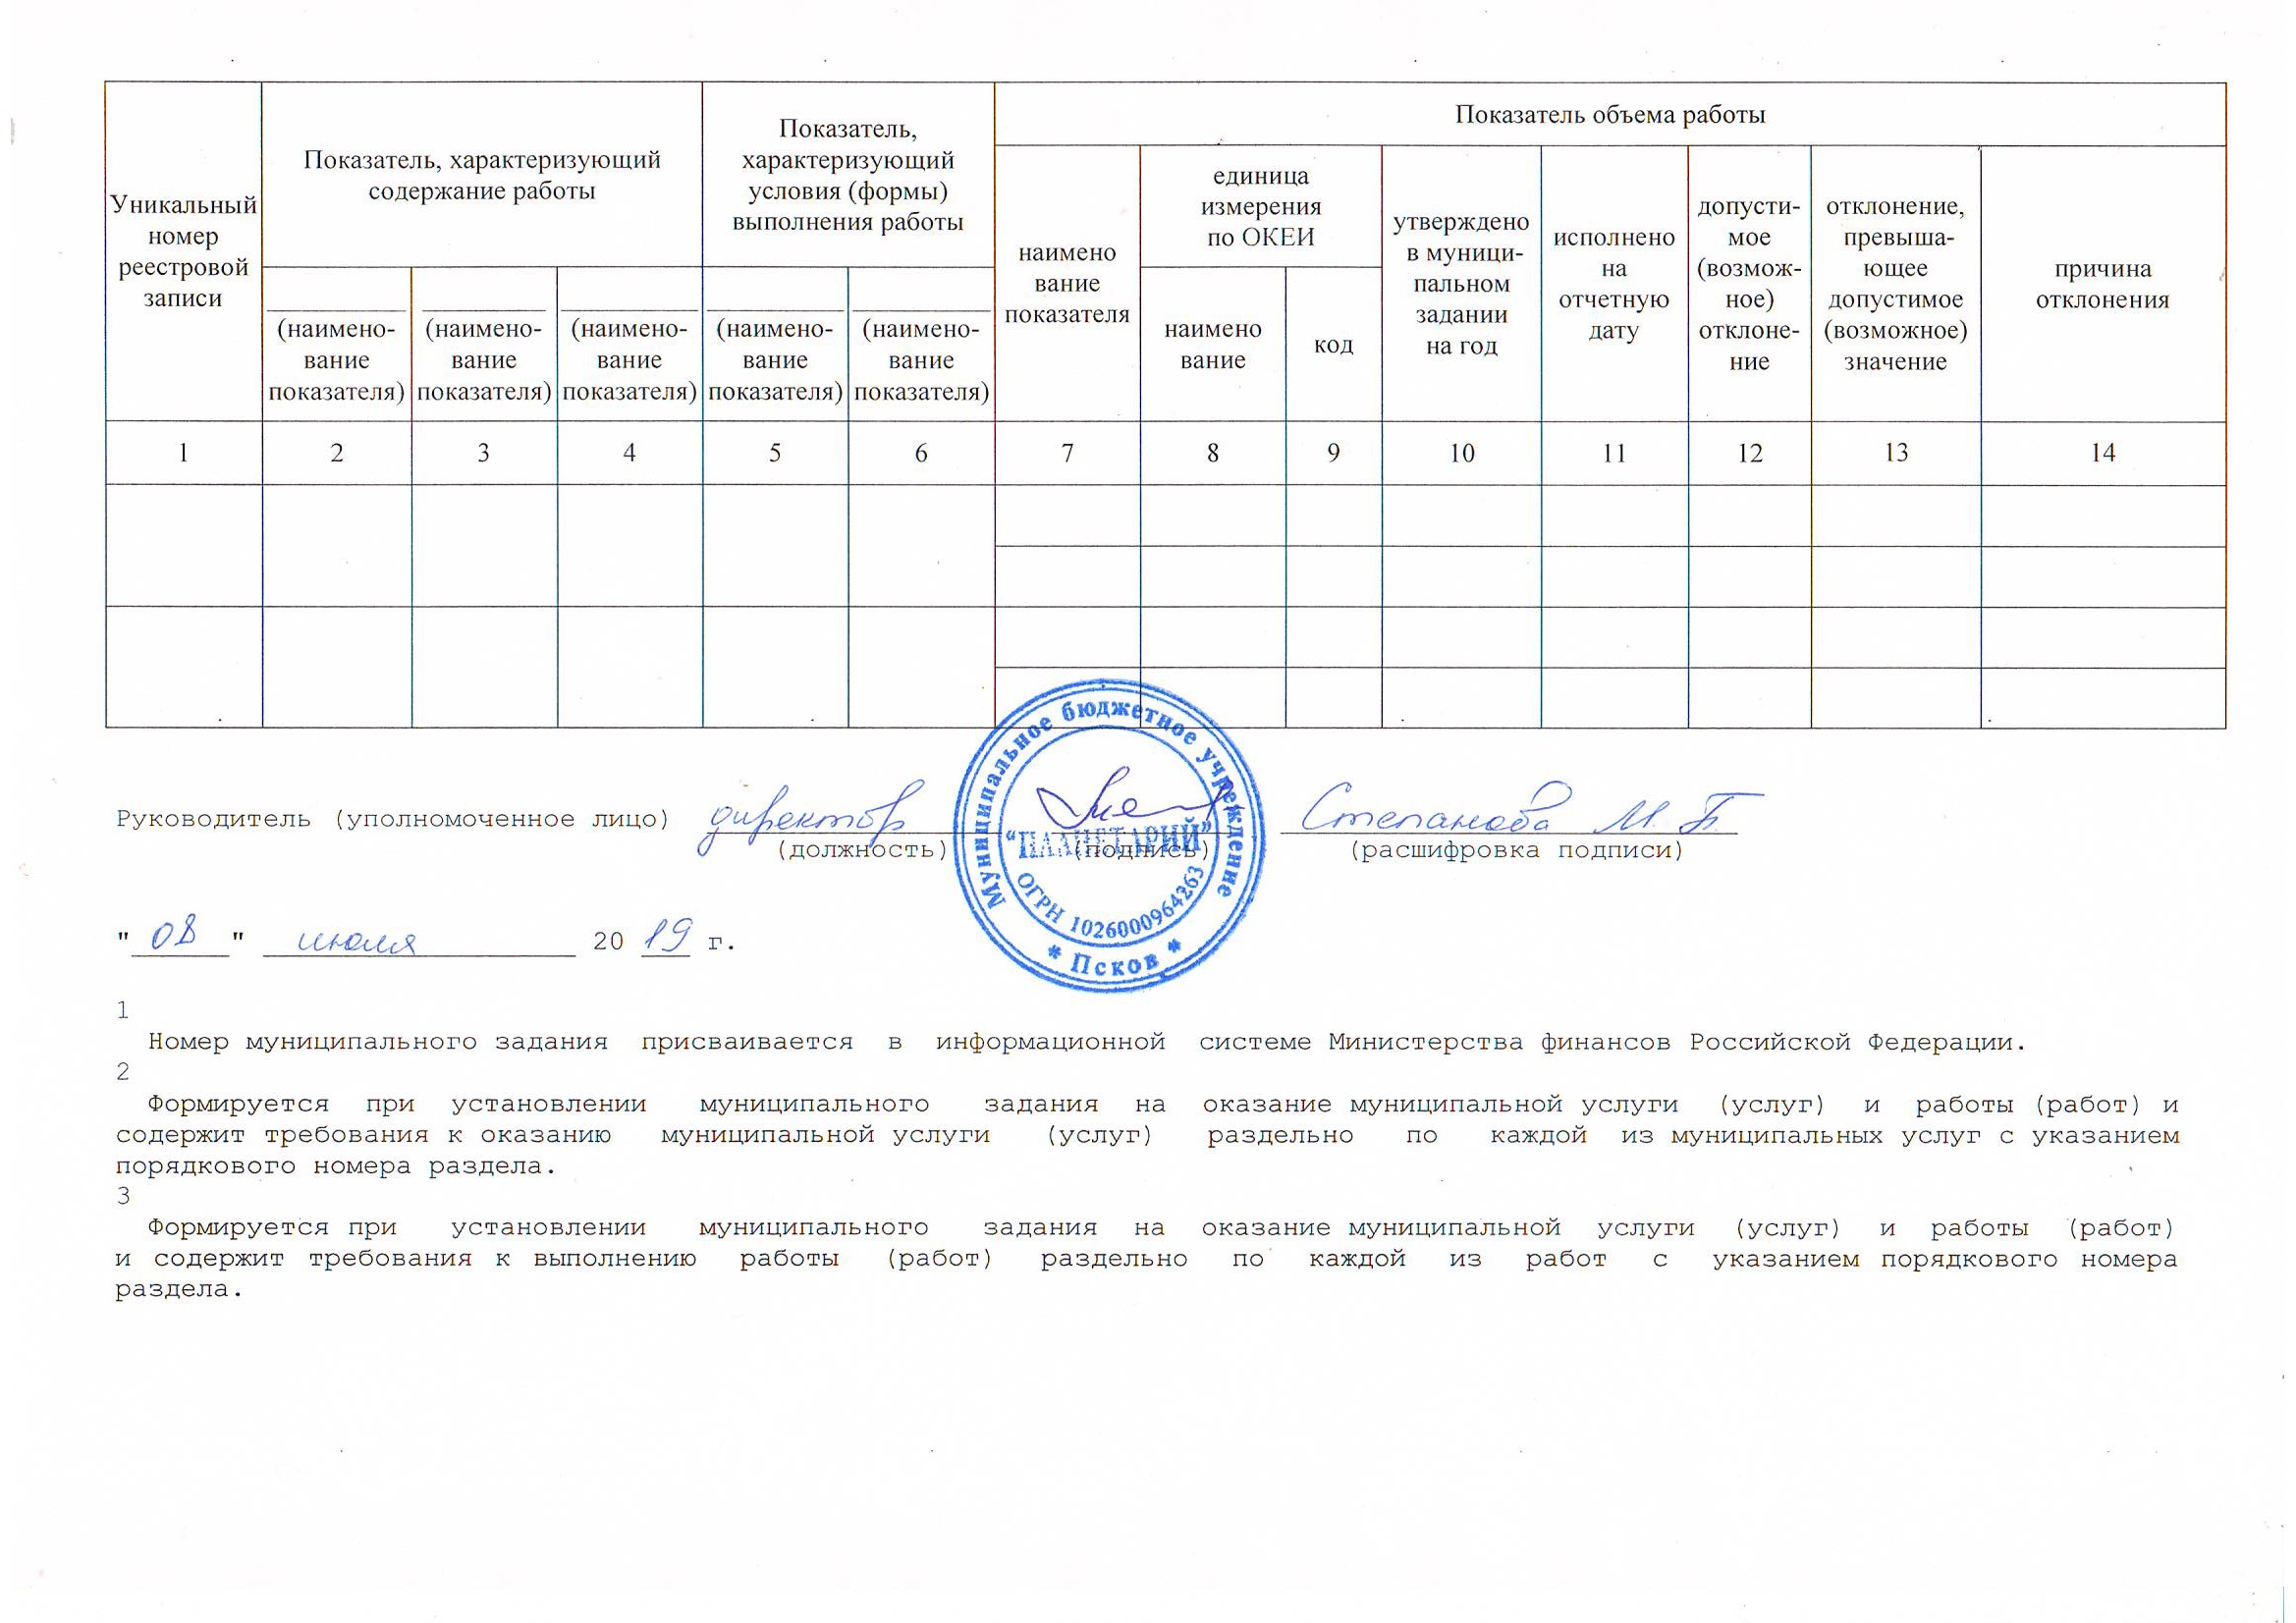 Уникальный
номер
реестровой
записи
Показатель, характеризующий
содержание работы
Показатель,
характеризующий
условия (формы)
выполнения работы
Показатель объема работы
(наимено-
вание
показателя)
(наимено-
вание
показателя)
(наимено-
вание
показателя)
(наимено-
вание
показателя)
(наимено-
вание
показателя)
наимено
вание
показателя
единица
измерения
по ОКЕИ
наимено
вание
код
утверждено
в муници-
пальном
задании
на год
исполнено
на
отчетную
дату
допусти-
мое
(возмож-
ное)
отклоне-
ние
отклонение,
превыша-
ющее
допустимое
(возможное)
значение
причина
отклонения
1 2 3 4 5 6 7 8 9 10 11 12 13 14
Руководитель (уполномоченное лицо) директор Степанова М. Б
(должность) (подпись) (расшифровка подписи)
Муниципальное бюджетное учреждение
"ПЛАНЕТАРИЙ"
ОГРН 1026000964263
* Псков *
"08" июля 2019 г.
1
Номер муниципального задания присваивается в информационной системе Министерства финансов Российской Федерации.
2
Формируется при установлении муниципального задания на оказание муниципальной услуги (услуг) и работы (работ) и
содержит требования к оказанию муниципальной услуги (услуг) раздельно по каждой из муниципальных услуг с указанием
порядкового номера раздела.
3
Формируется при установлении муниципального задания на оказание муниципальной услуги (услуг) и работы (работ)
и содержит требования к выполнению работы (работ) раздельно по каждой из работ с указанием порядкового номера
раздела.